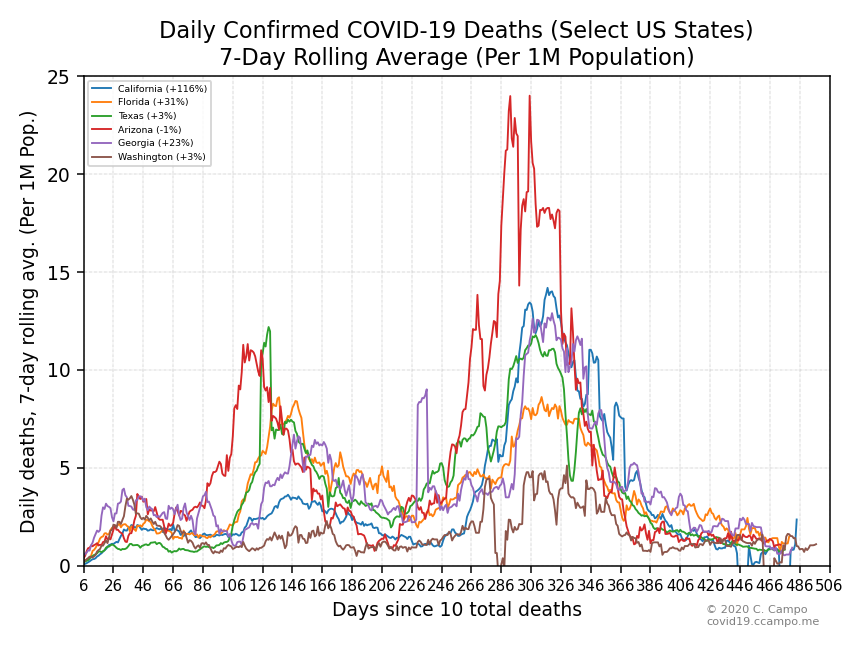 Daily Confirmed COVID-19 Deaths (Select US States)
7-Day Rolling Average (Per 1M Population)
Daily deaths, 7-day rolling avg. (Per 1M Pop.)
25
20
15
10
5
0
California (+116%)
Florida (+31%)
Texas (+3%)
Arizona (-1%)
Georgia (+23%)
Washington (+3%)
6 26 46 66 86 106 126 146 166 186 206 226 246 266 286 306 326 346 366 386 406 426 446 466 486 506
Days since 10 total deaths
© 2020 C. Campo
covid19.ccampo.me